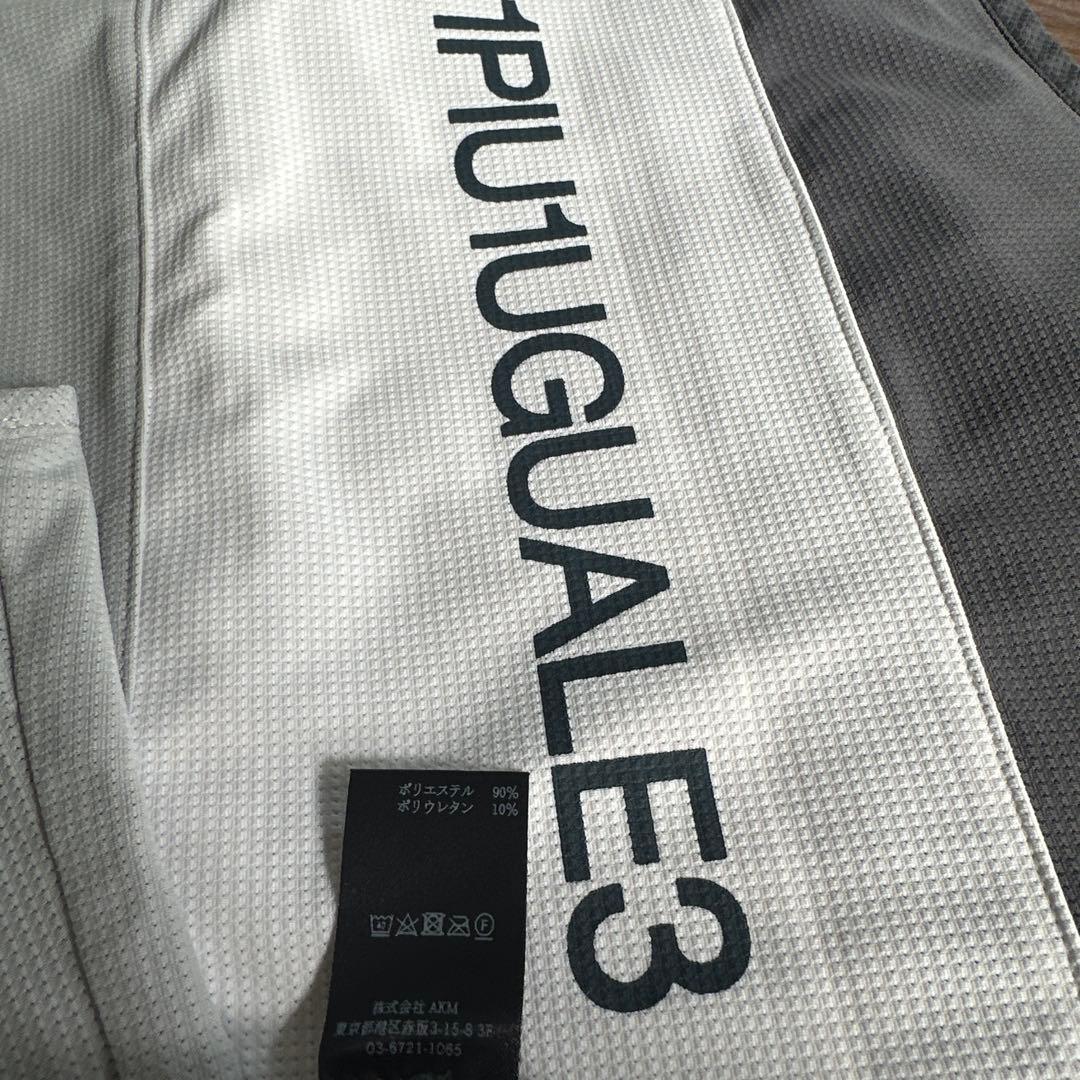 1PIU1UGUALE3
ポリエステル 90%
ポリウレタン 10%
株式会社 AKM
東京都港区赤坂3-15-8 3F
03-6721-1065